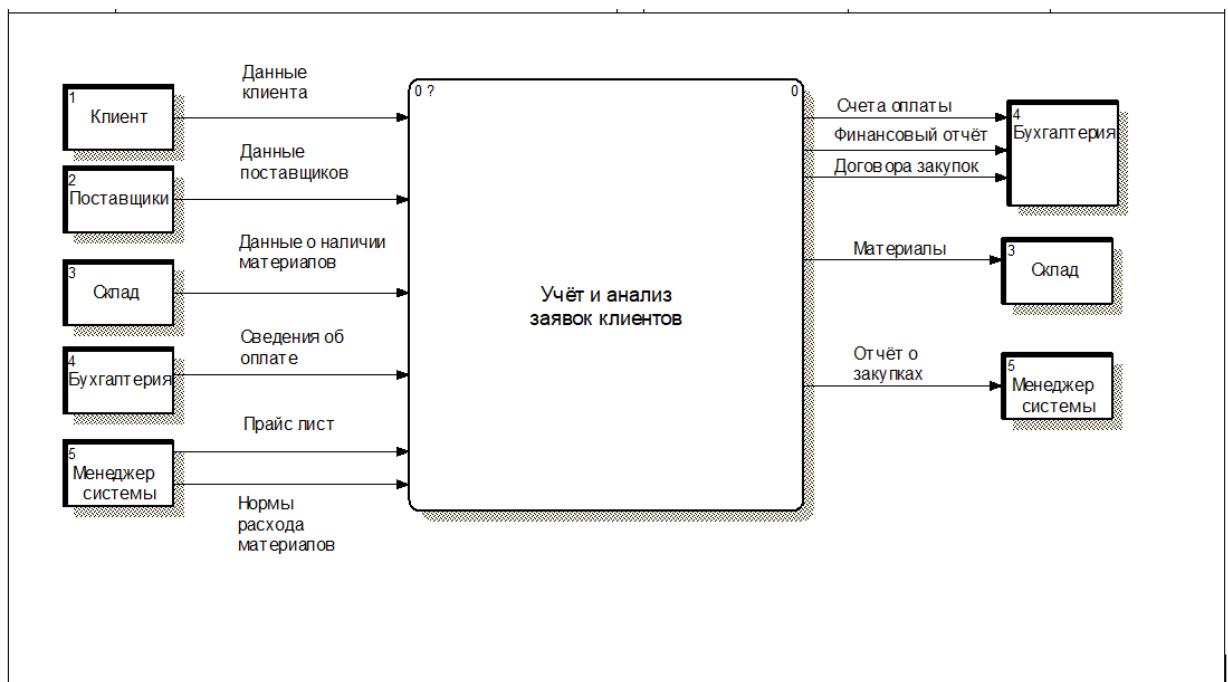 1
Клиент
Данные
клиента
2
Поставщики
Данные
поставщиков
3
Склад
Данные о наличии
материалов
4
Бухгалтерия
Сведения об
оплате
5
Менеджер
системы
Прайс лист
Нормы
расхода
материалов
0 ?
0
Учёт и анализ
заявок клиентов
Счета оплаты
Финансовый отчёт
Договора закупок
4
Бухгалтерия
Материалы
3
Склад
Отчёт о
закупках
5
Менеджер
системы